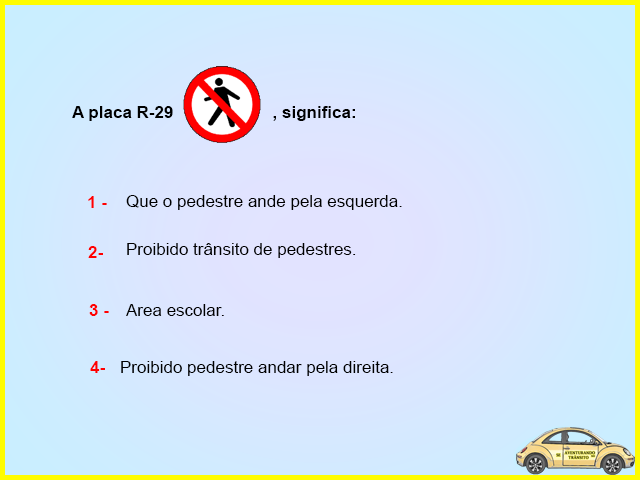 A placa R-29 , significa:
1 - Que o pedestre ande pela esquerda.
2- Proibido trânsito de pedestres.
3 - Area escolar.
4- Proibido pedestre andar pela direita.
AVENTURANDO
TRÂNSITO